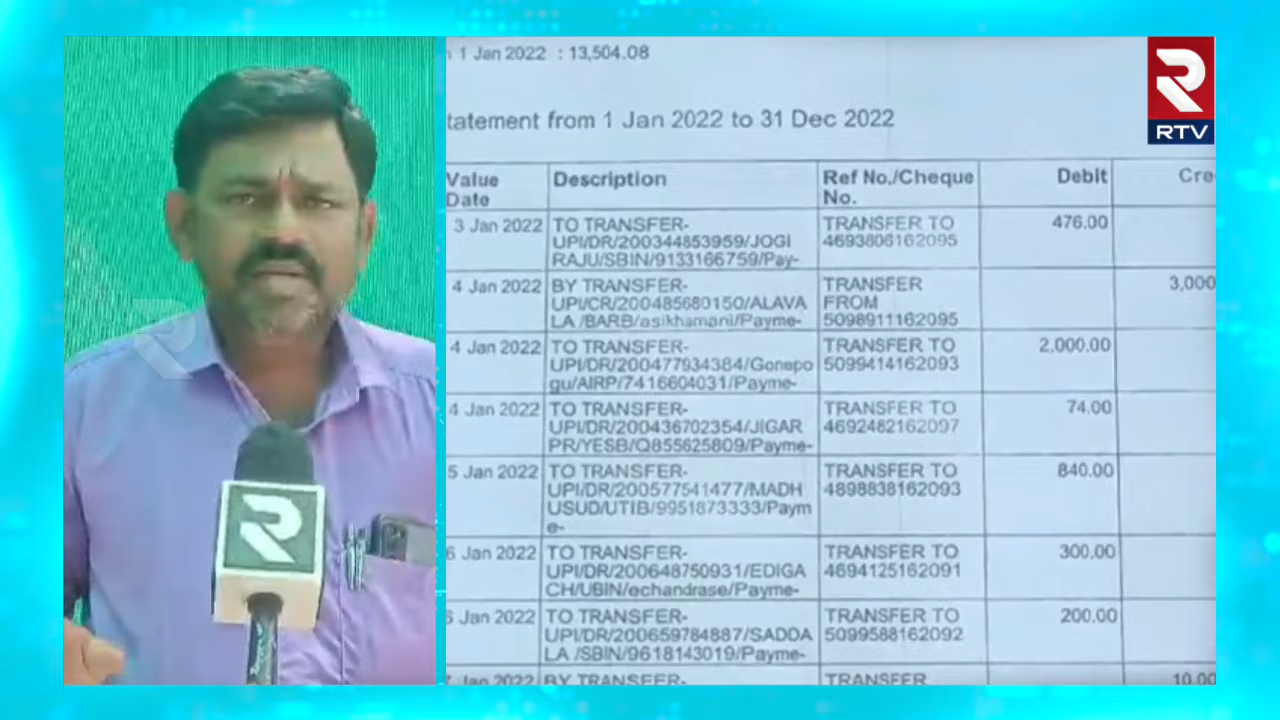 1 Jan 2022 : 13,504.08
RTV
tatement from 1 Jan 2022 to 31 Dec 2022
Value Date
Description
Ref No./Cheque No.
Debit
Cre
3 Jan 2022
TO TRANSFER-
UPI/DR/200344853959/JOGI
RAJU/SBIN/9133166759/Pay-
TRANSFER TO
4693806162095
476.00
4 Jan 2022
BY TRANSFER-
UPI/CR/200485680150/ALAVA
LA /BARB/asikhamani/Payme-
TRANSFER
FROM
5098911162095
3,000
4 Jan 2022
TO TRANSFER-
UPI/DR/200477934384/Gonepo
gu/AIRP/7416604031/Payme-
TRANSFER TO
5099414162093
2,000.00
4 Jan 2022
TO TRANSFER-
UPI/DR/200436702354/JIGAR
PR/YESB/Q855625809/Payme-
TRANSFER TO
4692482162097
74.00
5 Jan 2022
TO TRANSFER-
UPI/DR/200577541477/MADH
USUD/UTIB/9951873333/Paym
e-
TRANSFER TO
4898838162093
840.00
6 Jan 2022
TO TRANSFER-
UPI/DR/200648750931/EDIGA
CH/UBIN/echandrase/Payme-
TRANSFER TO
4694125162091
300.00
Jan 2022
TO TRANSFER-
UPI/DR/200659784887/SADDA
LA /SBIN/9618143019/Payme-
TRANSFER TO
5099588162092
200.00
Jan 2022
BY TRANSFER-
TRANSFER
10.00